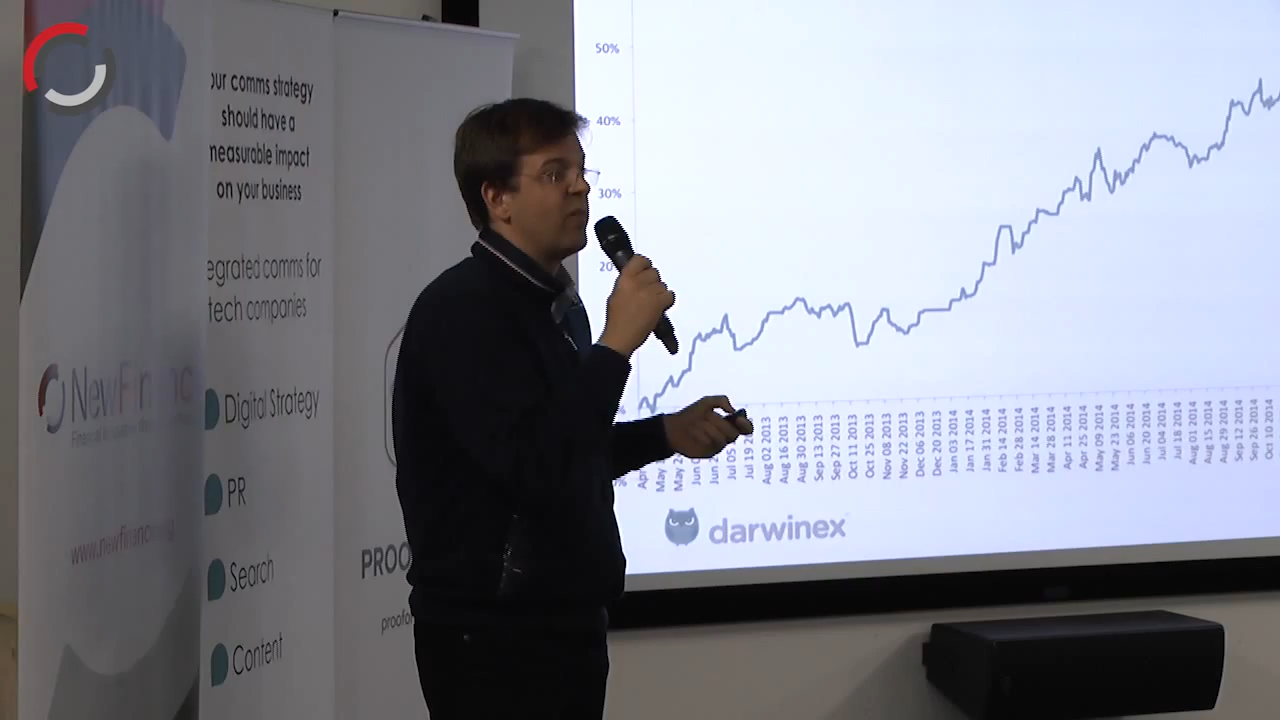 our comms strategy
should have a
measurable impact
on your business
egrated comms for
tech companies
Digital Strategy
PR
Search
Content
NewFinanc
www.newfinanc
PROO
proofo
50%
40%
30%
20
Jul 05
Jul 19
Aug 02 2013
Aug 16 2013
Aug 30 2013
Sep 13 2013
Sep 27 2013
Oct 11 2013
Oct 25 2013
Nov 08 2013
Nov 22 2013
Dec 06 2013
Dec 20 2013
Jan 03 2014
Jan 17 2014
Jan 31 2014
Feb 14 2014
Feb 28 2014
Mar 14 2014
Mar 28 2014
Apr 11 2014
Apr 25 2014
May 09 2014
May 23 2014
Jun 06 2014
Jun 20 2014
Jul 04 2014
Jul 18 2014
Aug 01 2014
Aug 15 2014
Aug 29 2014
Sep 12 2014
Sep 26 2014
Oct 10 2014
darwinex